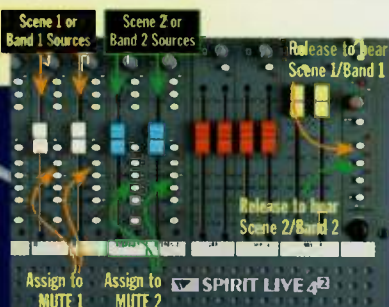 Scene 1 or
Band 1 Sources
Scene 2 or
Band 2 Sources
Release to hear
Scene 1/Band 1
Release to hear
Scene 2/Band 2
Assign to
MUTE 1
Assign to
MUTE 2
SPIRIT LIVE 4²